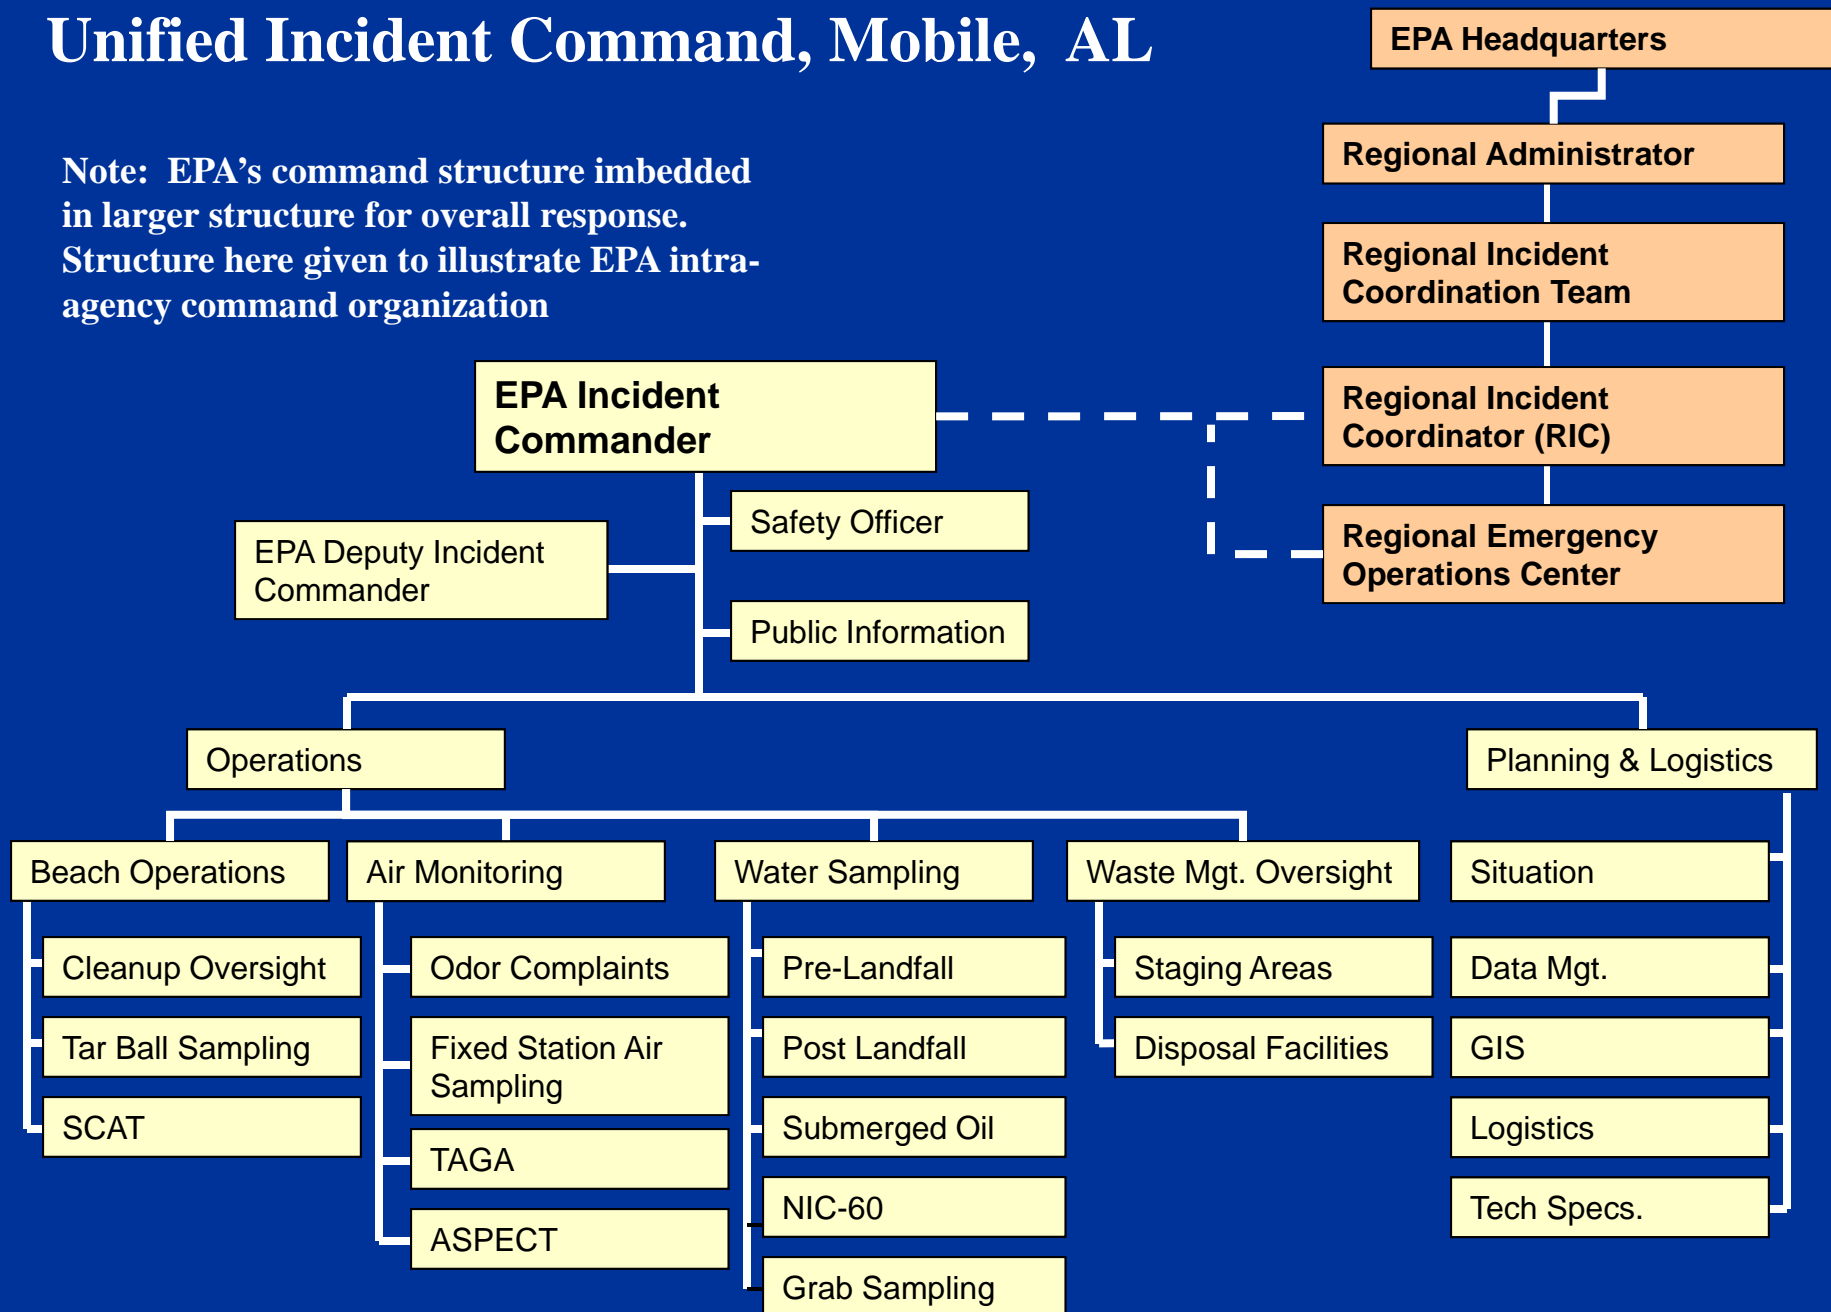 Unified Incident Command, Mobile, AL
EPA Headquarters
Regional Administrator
Note: EPA's command structure imbedded
in larger structure for overall response.
Structure here given to illustrate EPA intra-
agency command organization
Regional Incident
Coordination Team
EPA Incident
Commander
Regional Incident
Coordinator (RIC)
Safety Officer
EPA Deputy Incident
Commander
Regional Emergency
Operations Center
Public Information
Operations
Planning & Logistics
Beach Operations
Air Monitoring
Water Sampling
Waste Mgt. Oversight
Situation
Cleanup Oversight
Odor Complaints
Pre-Landfall
Staging Areas
Data Mgt.
Tar Ball Sampling
Fixed Station Air
Sampling
Post Landfall
Disposal Facilities
GIS
SCAT
TAGA
Submerged Oil
Logistics
ASPECT
NIC-60
Tech Specs.
Grab Sampling